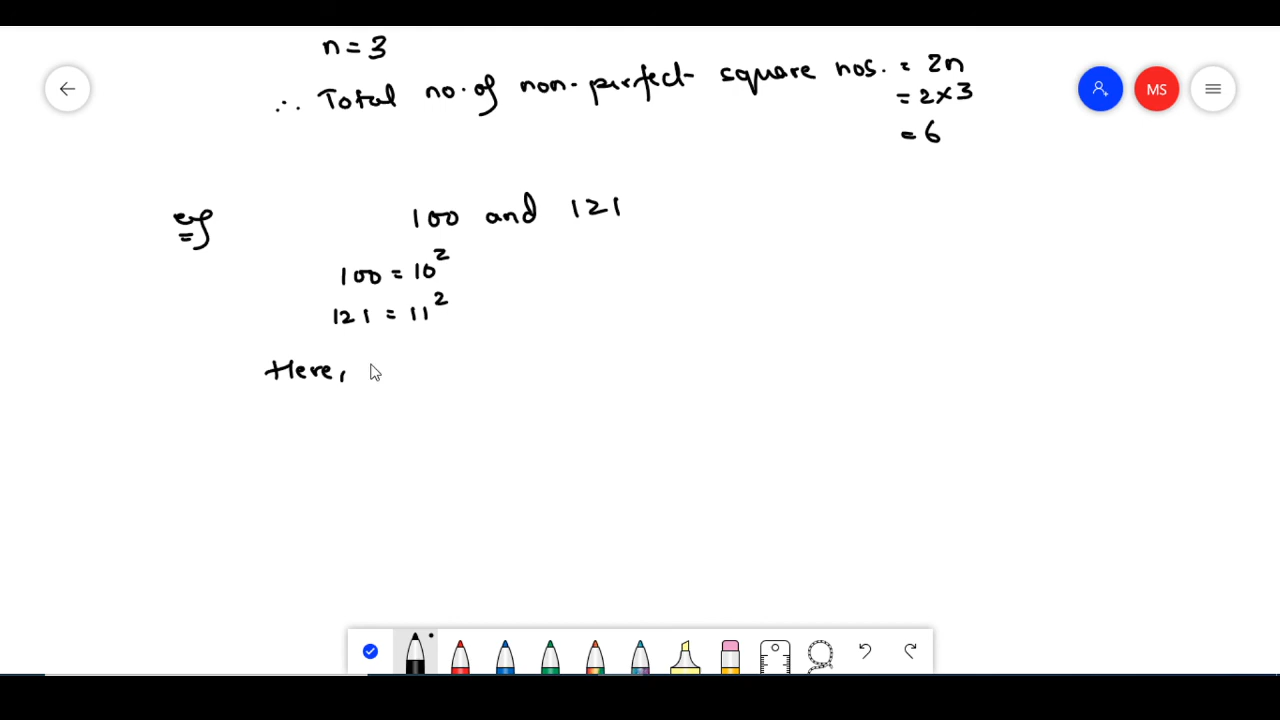 n = 3
∴ Total no. of non-perfect square nos. = 2n
= 2×3
= 6
MS
eg 100 and 121
100 = 10²
121 = 11²
Here,